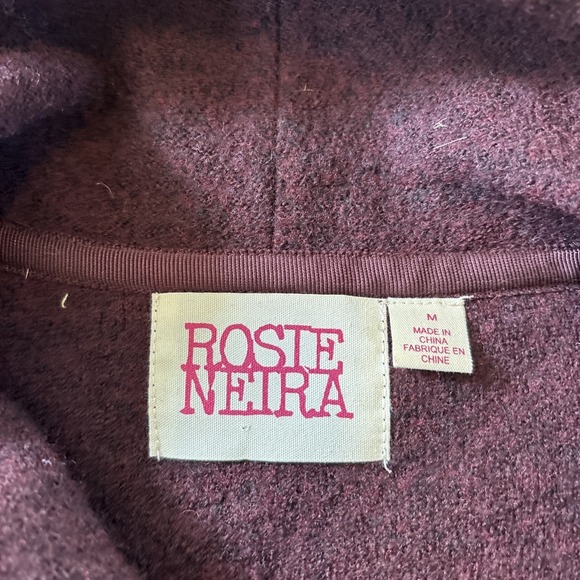 ROSIE
NEIRA
M
MADE IN
CHINA
FABRIQUE EN
CHINE